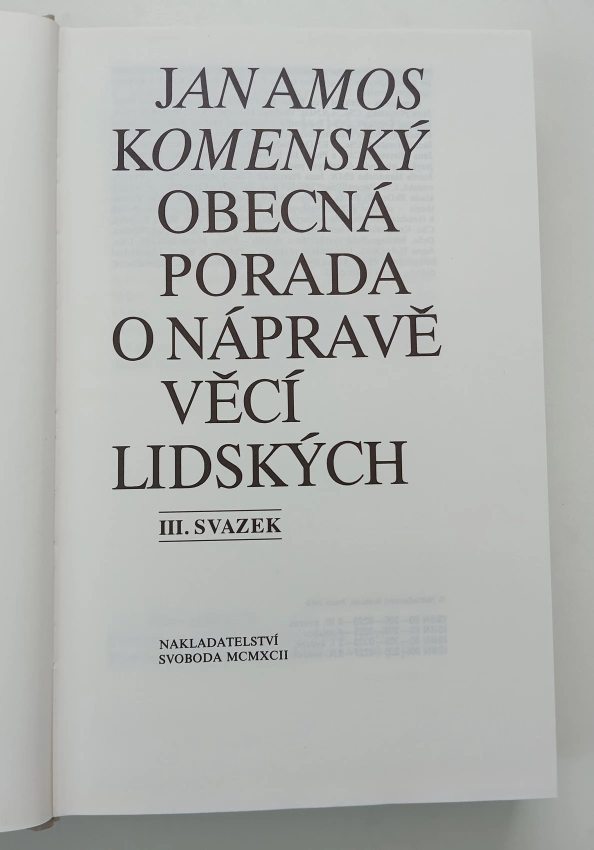 JAN AMOS
KOMENSKÝ
OBECNÁ
PORADA
O NÁPRAVĚ
VĚCÍ
LIDSKÝCH
III. SVAZEK
NAKLADATELSTVÍ
SVOBODA MCMXCII